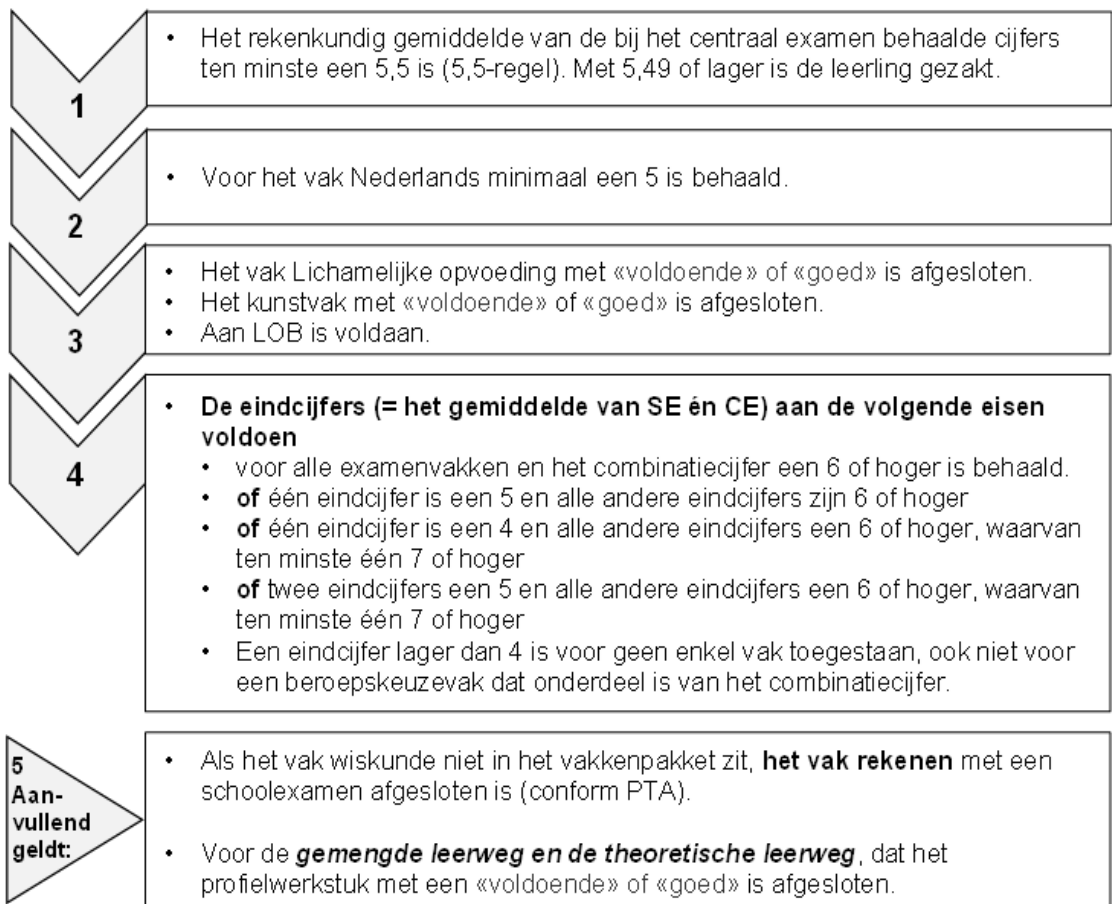 1
• Het rekenkundig gemiddelde van de bij het centraal examen behaalde cijfers
ten minste een 5,5 is (5,5-regel). Met 5,49 of lager is de leerling gezakt.
2
• Voor het vak Nederlands minimaal een 5 is behaald.
3
• Het vak Lichamelijke opvoeding met «voldoende» of «goed» is afgesloten.
• Het kunstvak met «voldoende» of «goed» is afgesloten.
• Aan LOB is voldaan.
4
• De eindcijfers (= het gemiddelde van SE én CE) aan de volgende eisen
voldoen
• voor alle examenvakken en het combinatiecijfer een 6 of hoger is behaald.
• of één eindcijfer is een 5 en alle andere eindcijfers zijn 6 of hoger
• of één eindcijfer is een 4 en alle andere eindcijfers een 6 of hoger, waarvan
ten minste één 7 of hoger
• of twee eindcijfers een 5 en alle andere eindcijfers een 6 of hoger, waarvan
ten minste één 7 of hoger
• Een eindcijfer lager dan 4 is voor geen enkel vak toegestaan, ook niet voor
een beroepskeuzevak dat onderdeel is van het combinatiecijfer.
5
Aan-
vullend
geldt:
• Als het vak wiskunde niet in het vakkenpakket zit, het vak rekenen met een
schoolexamen afgesloten is (conform PTA).
• Voor de gemengde leerweg en de theoretische leerweg, dat het
profielwerkstuk met een «voldoende» of «goed» is afgesloten.